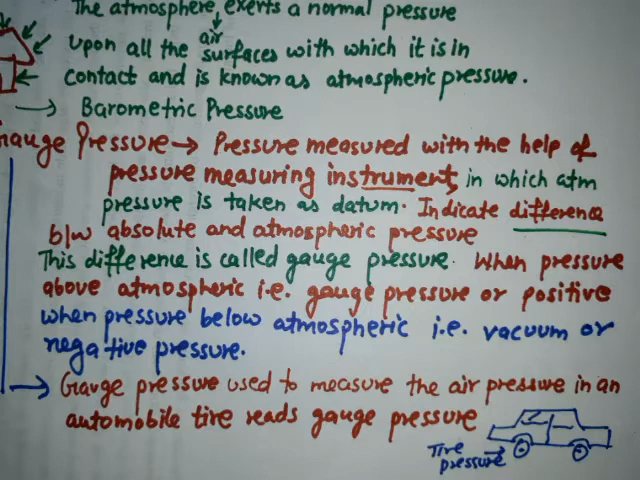 The atmosphere exerts a normal pressure
air
upon all the surfaces with which it is in
contact and is known as atmospheric pressure.
→ Barometric Pressure
Gauge Pressure → Pressure measured with the help of
pressure measuring instrument, in which atm
pressure is taken as datum. Indicate difference
b/w absolute and atmospheric pressure
This difference is called gauge pressure. When pressure
above atmospheric i.e. gauge pressure or positive
when pressure below atmospheric i.e. vacuum or
negative pressure.
→ Gauge pressure used to measure the air pressure in an
automobile tire reads gauge pressure
Tire
pressure